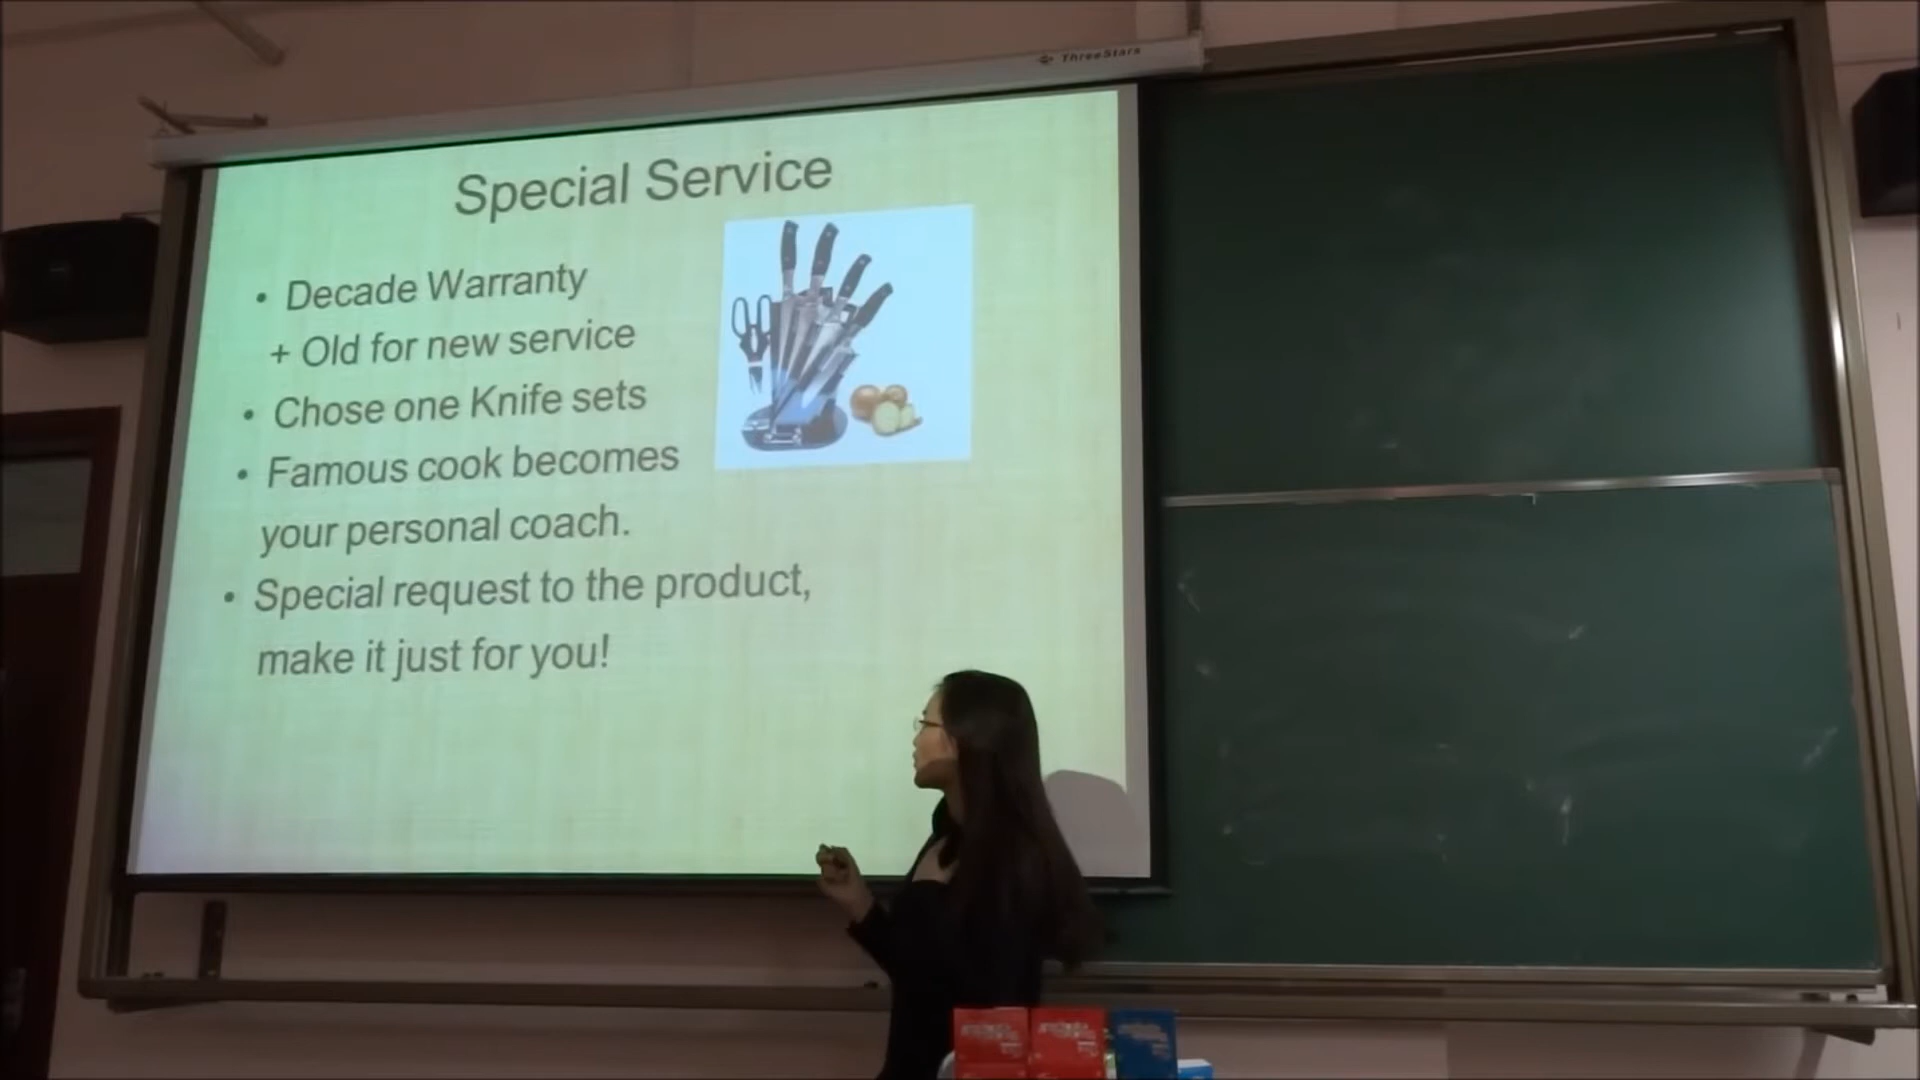 ThreeStars
Special Service
• Decade Warranty
+ Old for new service
• Chose one Knife sets
• Famous cook becomes
your personal coach.
• Special request to the product,
make it just for you!